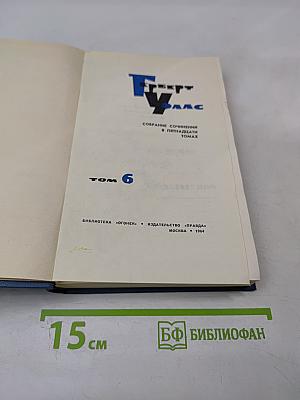 Герберт
Уэллс
СОБРАНИЕ СОЧИНЕНИЙ
В ПЯТНАДЦАТИ
ТОМАХ
ТОМ 6
БИБЛИОТЕКА «ОГОНЕК» • ИЗДАТЕЛЬСТВО «ПРАВДА»
МОСКВА • 1964
15 СМ
БФ БИБЛИОФАН